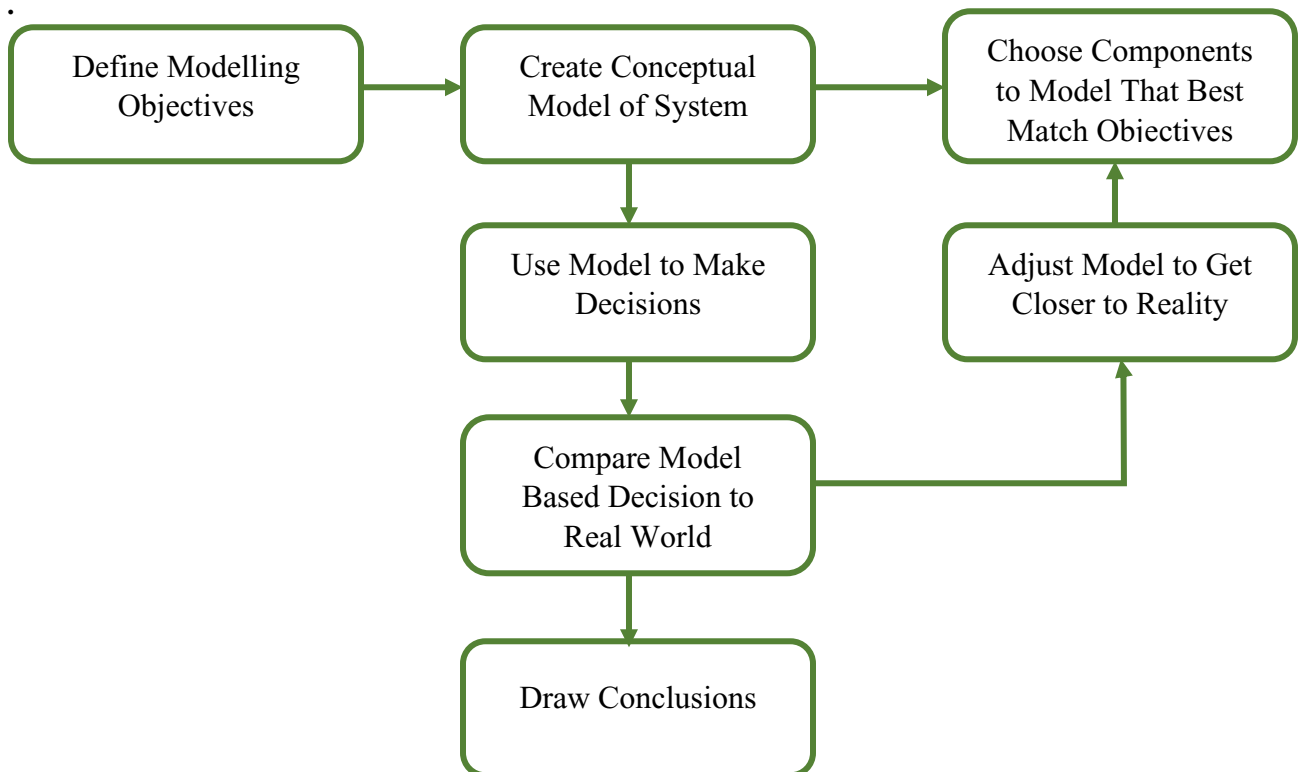 .
Define Modelling
Objectives
Create Conceptual
Model of System
Choose Components
to Model That Best
Match Objectives
Use Model to Make
Decisions
Adjust Model to Get
Closer to Reality
Compare Model
Based Decision to
Real World
Draw Conclusions